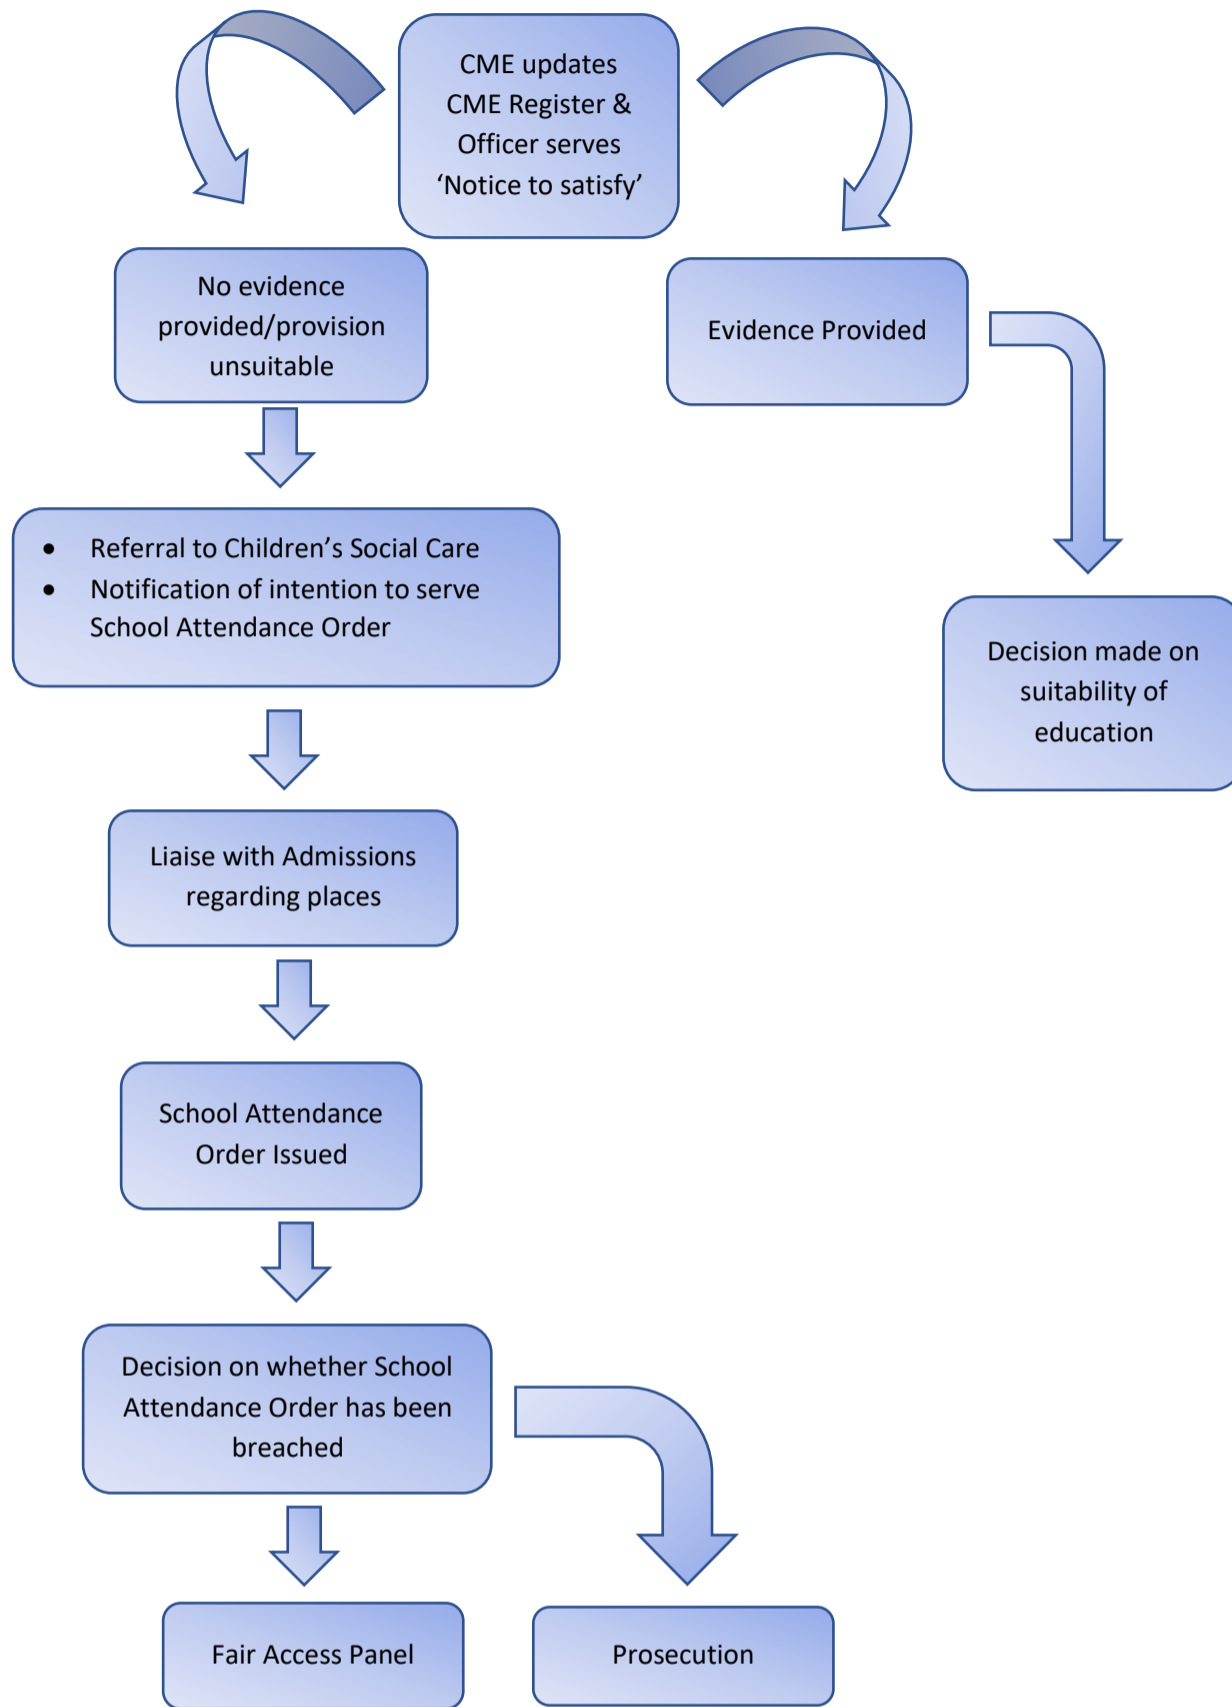 CME updates
CME Register &
Officer serves
‘Notice to satisfy’
No evidence
provided/provision
unsuitable
Evidence Provided
• Referral to Children’s Social Care
• Notification of intention to serve
School Attendance Order
Decision made on
suitability of
education
Liaise with Admissions
regarding places
School Attendance
Order Issued
Decision on whether School
Attendance Order has been
breached
Fair Access Panel
Prosecution